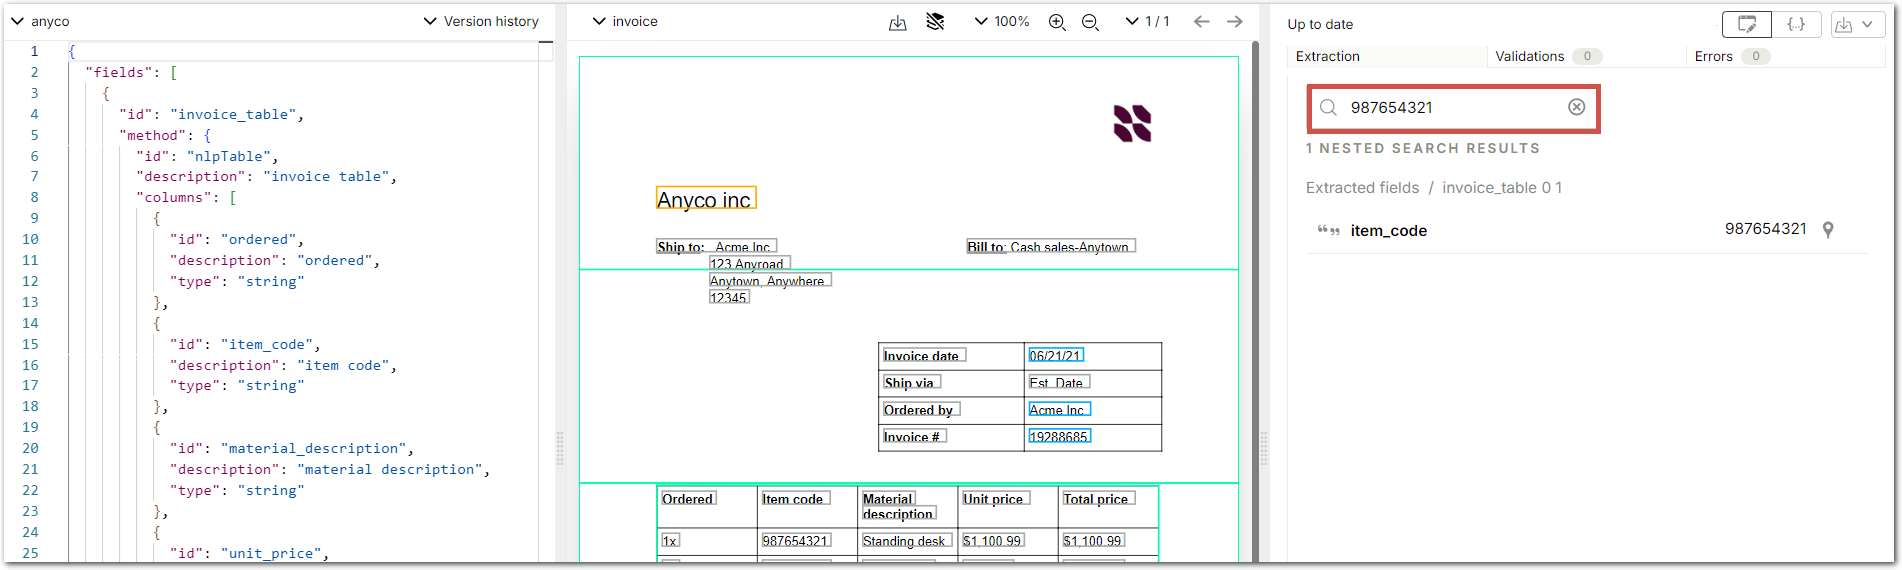 anyco
Version history
1 {
2 "fields": [
3 {
4 "id": "invoice_table",
5 "method": {
6 "id": "nlpTable",
7 "description": "invoice table",
8 "columns": [
9 {
10 "id": "ordered",
11 "description": "ordered",
12 "type": "string"
13 },
14 {
15 "id": "item_code",
16 "description": "item code",
17 "type": "string"
18 },
19 {
20 "id": "material_description",
21 "description": "material description",
22 "type": "string"
23 },
24 {
25 "id": "unit_price",
invoice
100%
1 / 1
Anyco inc
Ship to: Acme Inc
123 Anyroad
Anytown, Anywhere
12345
Bill to: Cash sales-Anytown
Invoice date 06/21/21
Ship via Est. Date
Ordered by Acme Inc
Invoice # 19288685
Ordered Item code Material description Unit price Total price
1x 987654321 Standing desk $1,100.99 $1,100.99
Up to date
{...}
Extraction
Validations 0
Errors 0
987654321
1 NESTED SEARCH RESULTS
Extracted fields / invoice_table 0 1
item_code 987654321